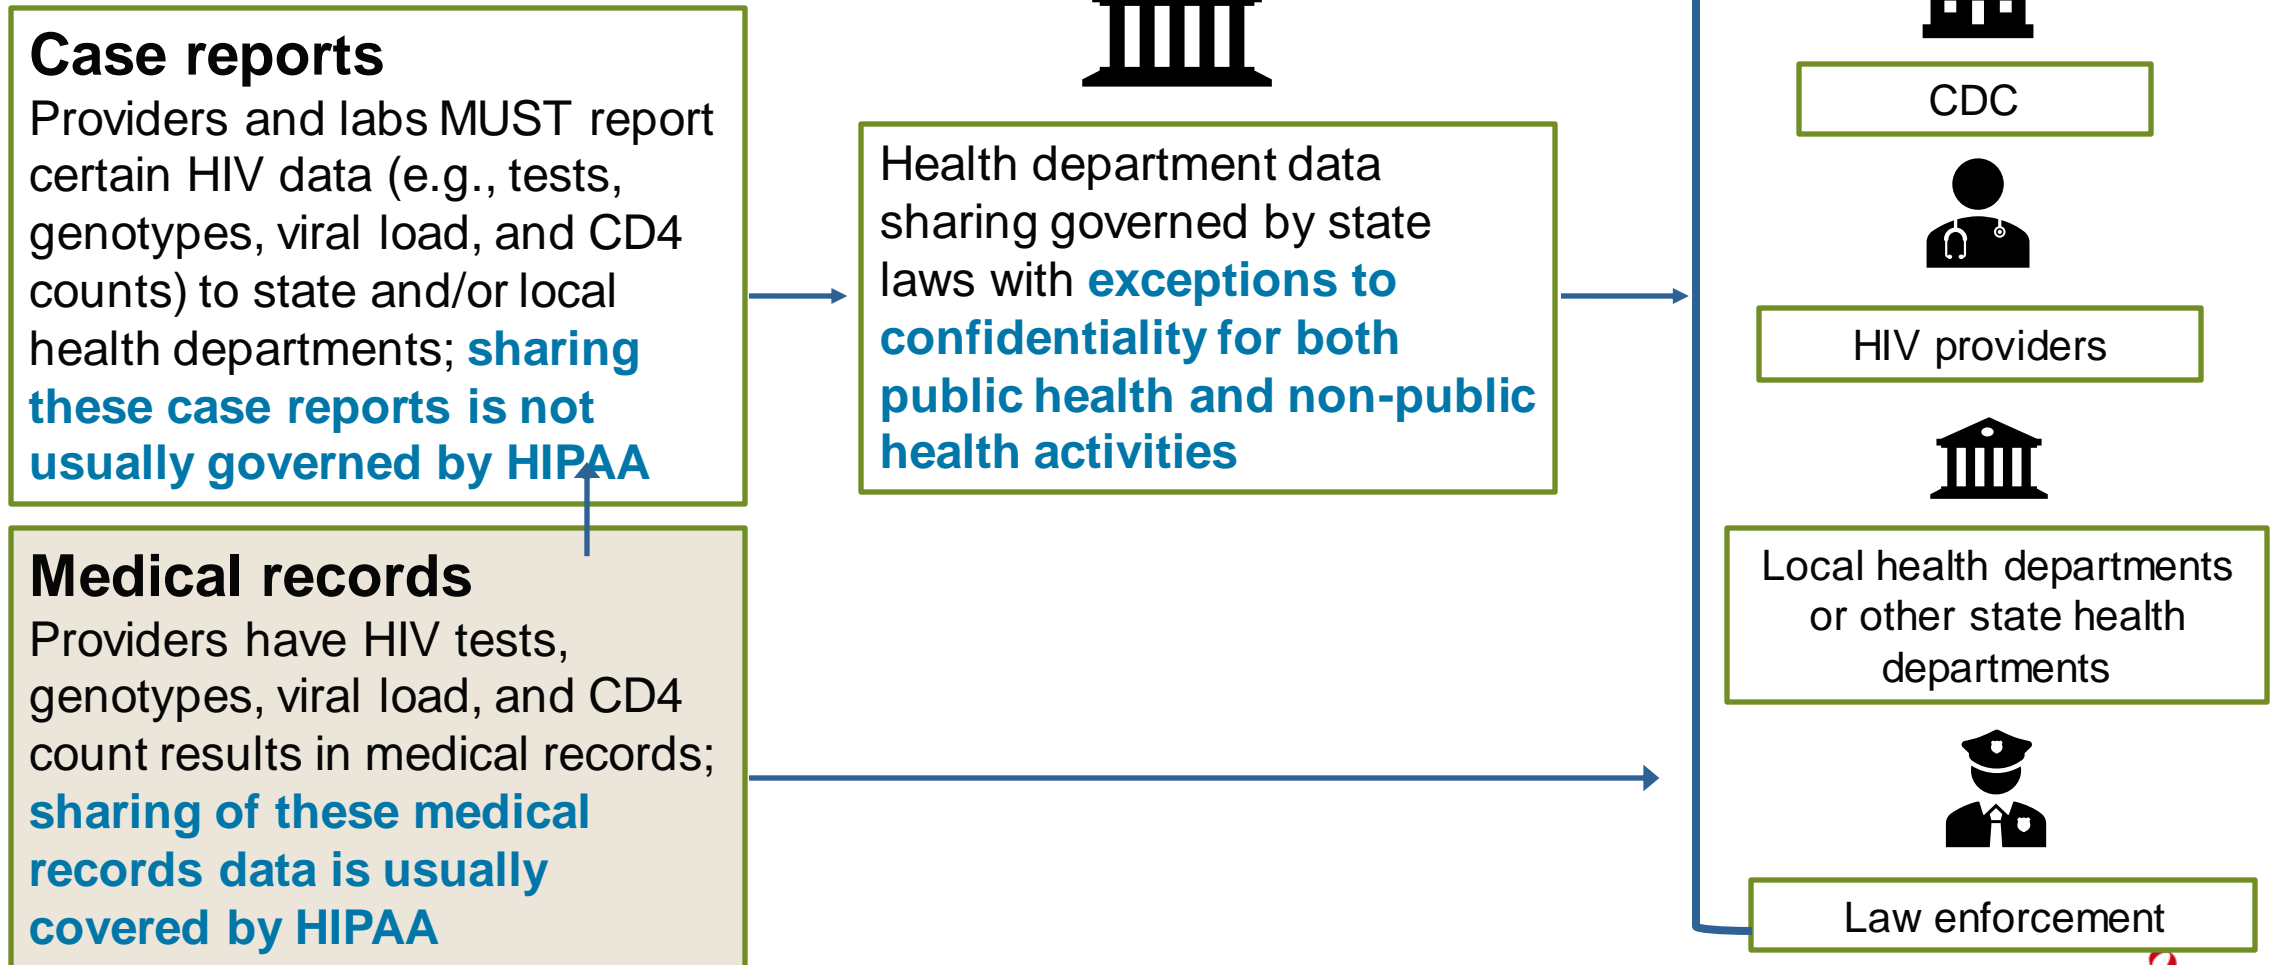 Case reports
Providers and labs MUST report
certain HIV data (e.g., tests,
genotypes, viral load, and CD4
counts) to state and/or local
health departments; sharing
these case reports is not
usually governed by HIPAA
Medical records
Providers have HIV tests,
genotypes, viral load, and CD4
count results in medical records;
sharing of these medical
records data is usually
covered by HIPAA
Health department data
sharing governed by state
laws with exceptions to
confidentiality for both
public health and non-public
health activities
CDC
HIV providers
Local health departments
or other state health
departments
Law enforcement